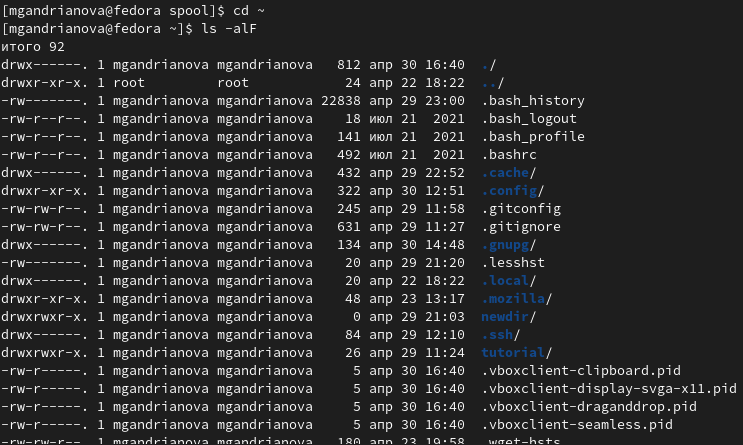 [mgandrianova@fedora spool]$ cd ~
[mgandrianova@fedora ~]$ ls -alF
итого 92
drwx------. 1 mgandrianova mgandrianova   812 апр 30 16:40 ./
drwxr-xr-x. 1 root         root            24 апр 22 18:22 ../
-rw-------. 1 mgandrianova mgandrianova 22838 апр 29 23:00 .bash_history
-rw-r--r--. 1 mgandrianova mgandrianova    18 июл 21  2021 .bash_logout
-rw-r--r--. 1 mgandrianova mgandrianova   141 июл 21  2021 .bash_profile
-rw-r--r--. 1 mgandrianova mgandrianova   492 июл 21  2021 .bashrc
drwx------. 1 mgandrianova mgandrianova   432 апр 29 22:52 .cache/
drwxr-xr-x. 1 mgandrianova mgandrianova   322 апр 30 12:51 .config/
-rw-rw-r--. 1 mgandrianova mgandrianova   245 апр 29 11:58 .gitconfig
-rw-rw-r--. 1 mgandrianova mgandrianova   631 апр 29 11:27 .gitignore
drwx------. 1 mgandrianova mgandrianova   134 апр 30 14:48 .gnupg/
-rw-------. 1 mgandrianova mgandrianova    20 апр 29 21:20 .lesshst
drwx------. 1 mgandrianova mgandrianova    20 апр 22 18:22 .local/
drwxr-xr-x. 1 mgandrianova mgandrianova    48 апр 23 13:17 .mozilla/
drwxrwxr-x. 1 mgandrianova mgandrianova     0 апр 29 21:03 newdir/
drwx------. 1 mgandrianova mgandrianova    84 апр 29 12:10 .ssh/
drwxrwxr-x. 1 mgandrianova mgandrianova    26 апр 29 11:24 tutorial/
-rw-r-----. 1 mgandrianova mgandrianova     5 апр 30 16:40 .vboxclient-clipboard.pid
-rw-r-----. 1 mgandrianova mgandrianova     5 апр 30 16:40 .vboxclient-display-svga-x11.pid
-rw-r-----. 1 mgandrianova mgandrianova     5 апр 30 16:40 .vboxclient-draganddrop.pid
-rw-r-----. 1 mgandrianova mgandrianova     5 апр 30 16:40 .vboxclient-seamless.pid
-rw-r--r--. 1 mgandrianova mgandrianova   180 апр 23 19:58 .wget-hsts